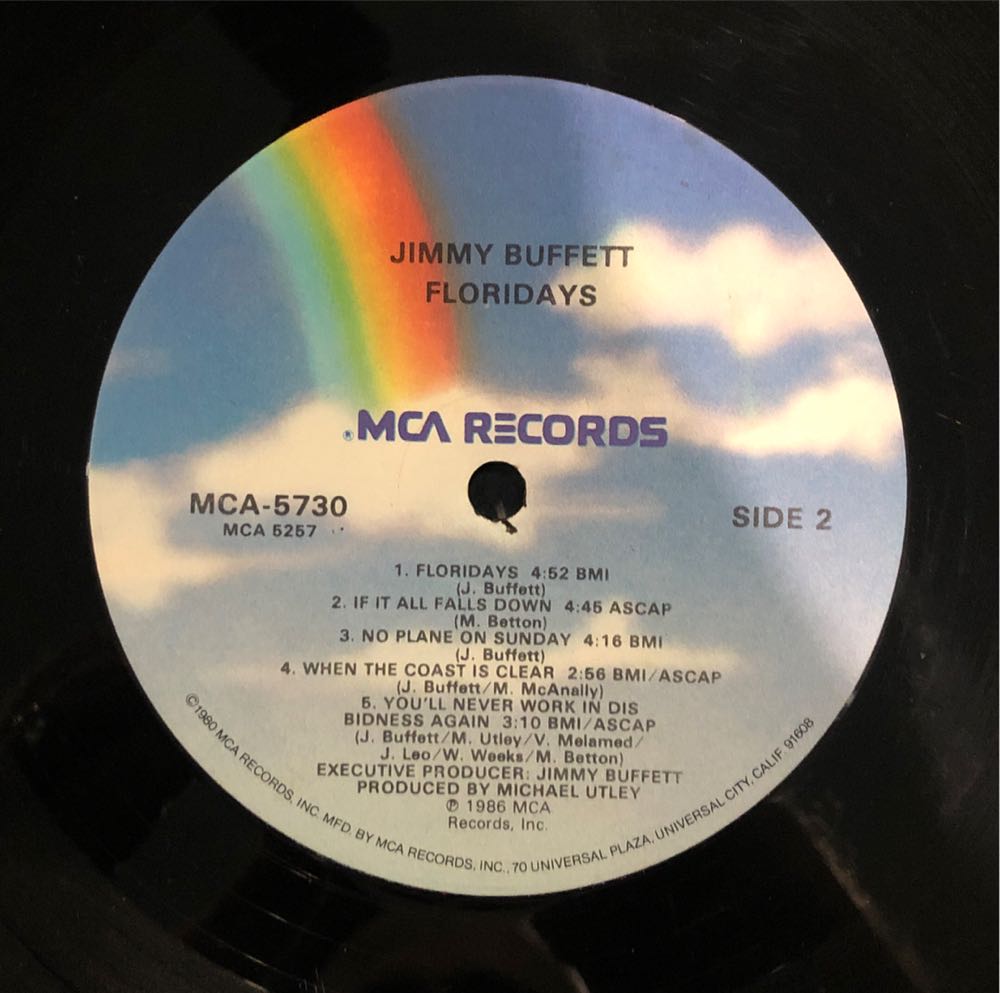 JIMMY BUFFETT
FLORIDAYS
®MCA RECORDS
MCA-5730
MCA 5257
SIDE 2
1. FLORIDAYS 4:52 BMI
(J. Buffett)
2. IF IT ALL FALLS DOWN 4:45 ASCAP
(M. Betton)
3. NO PLANE ON SUNDAY 4:16 BMI
(J. Buffett)
4. WHEN THE COAST IS CLEAR 2:56 BMI/ASCAP
(J. Buffett/M. McAnally)
5. YOU'LL NEVER WORK IN DIS
BIDNESS AGAIN 3:10 BMI/ASCAP
(J. Buffett/M. Utley/V. Melamed/
J. Leo/W. Weeks/M. Betton)
EXECUTIVE PRODUCER: JIMMY BUFFETT
PRODUCED BY MICHAEL UTLEY
℗ 1986 MCA
Records, Inc.
©1980 MCA RECORDS, INC. MFD. BY MCA RECORDS, INC., 70 UNIVERSAL PLAZA, UNIVERSAL CITY, CALIF. 91608